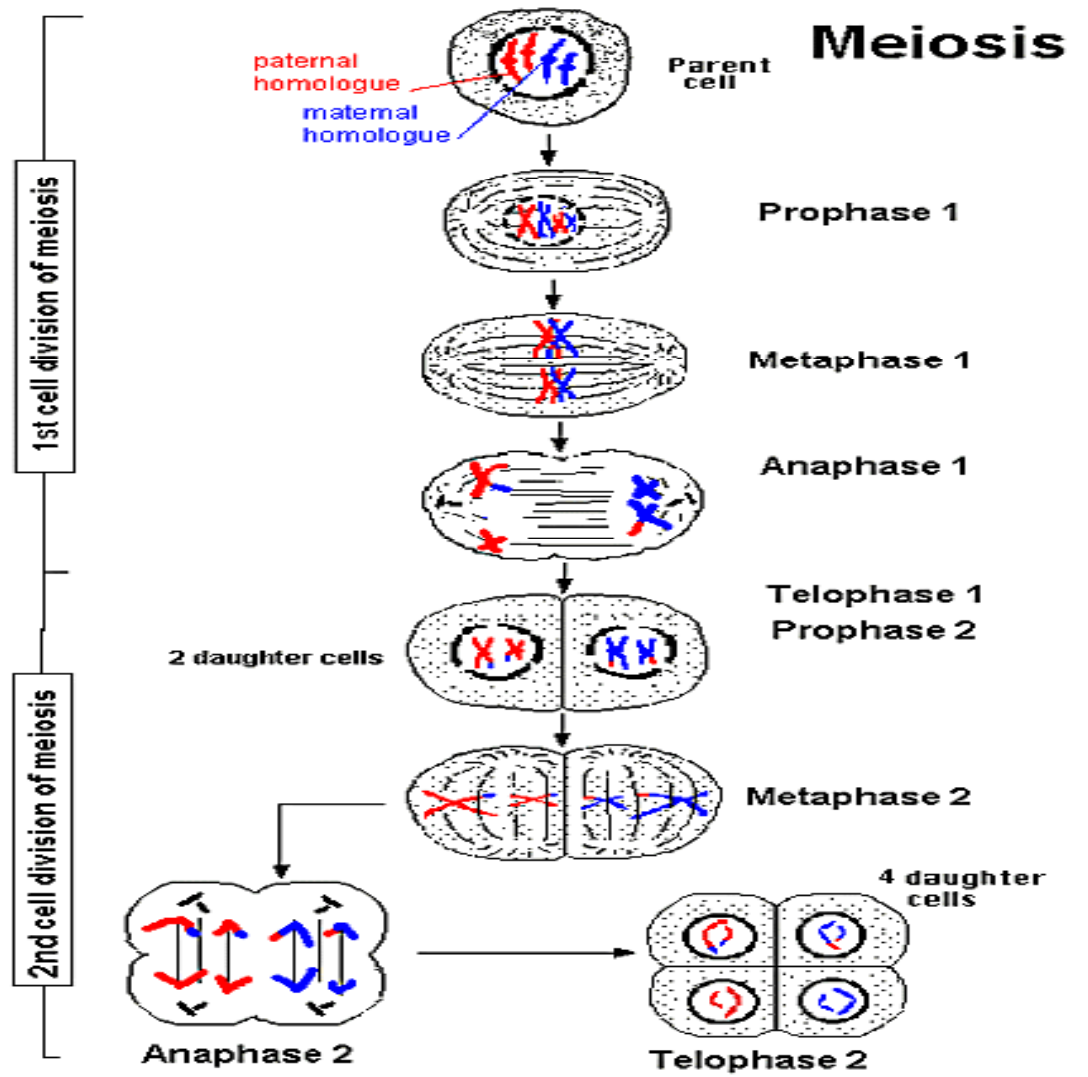 Meiosis
paternal
homologue
maternal
homologue
Parent
cell
1st cell division of meiosis
Prophase 1
Metaphase 1
Anaphase 1
Telophase 1
Prophase 2
2 daughter cells
2nd cell division of meiosis
Metaphase 2
4 daughter
cells
Anaphase 2
Telophase 2